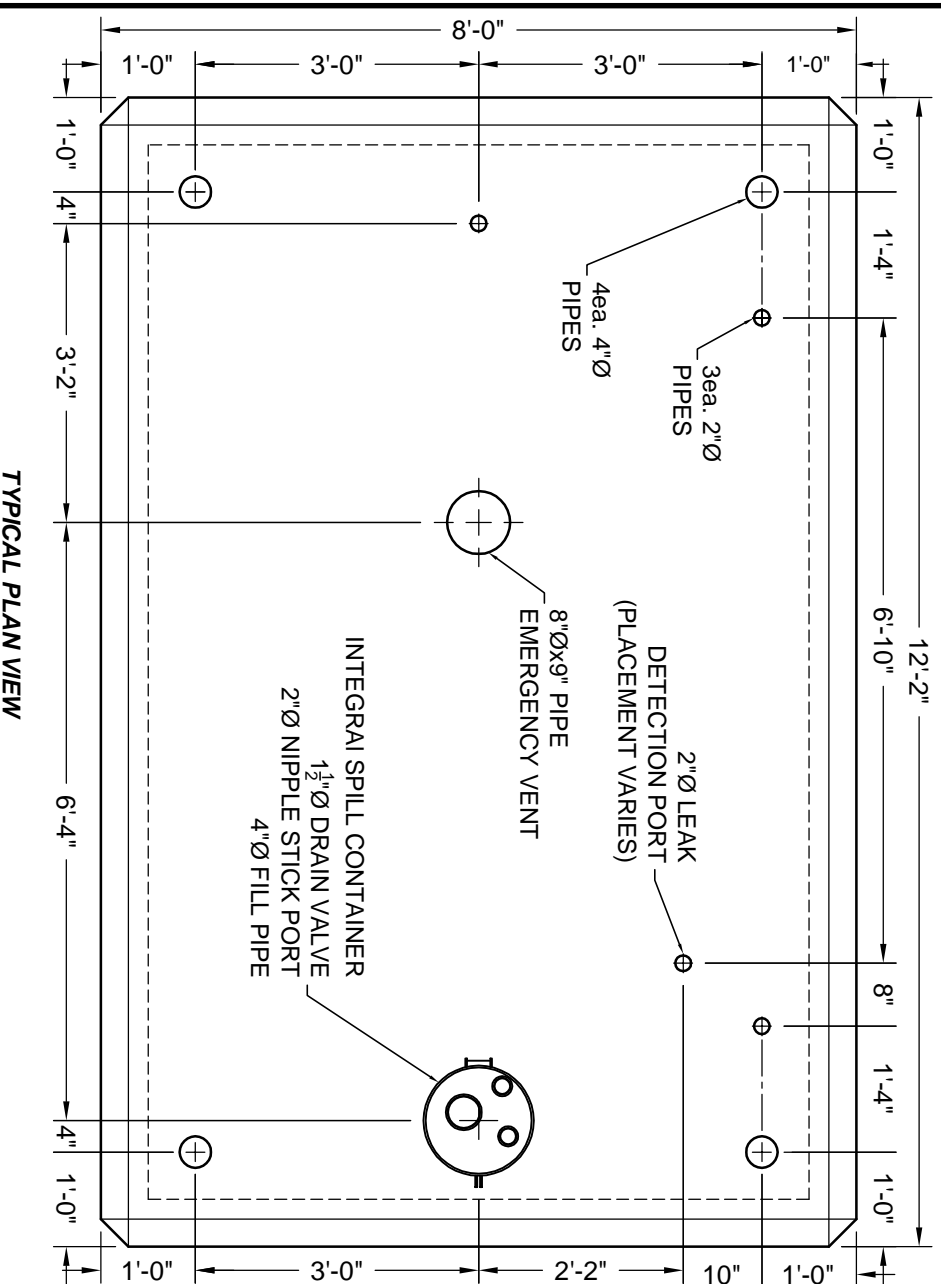 8'-0"
1'-0"
3'-0"
3'-0"
1'-0"
12'-2"
1'-0"
1'-4"
6'-10"
8"
1'-4"
1'-0"
1'-0"
4"
3'-2"
6'-4"
4"
1'-0"
1'-0"
3'-0"
2'-2"
10"
1'-0"
4ea. 4"Ø
PIPES
3ea. 2"Ø
PIPES
8"Øx9" PIPE
EMERGENCY VENT
2"Ø LEAK
DETECTION PORT
(PLACEMENT VARIES)
INTEGRAl SPILL CONTAINER
1½"Ø DRAIN VALVE
2"Ø NIPPLE STICK PORT
4"Ø FILL PIPE
TYPICAL PLAN VIEW